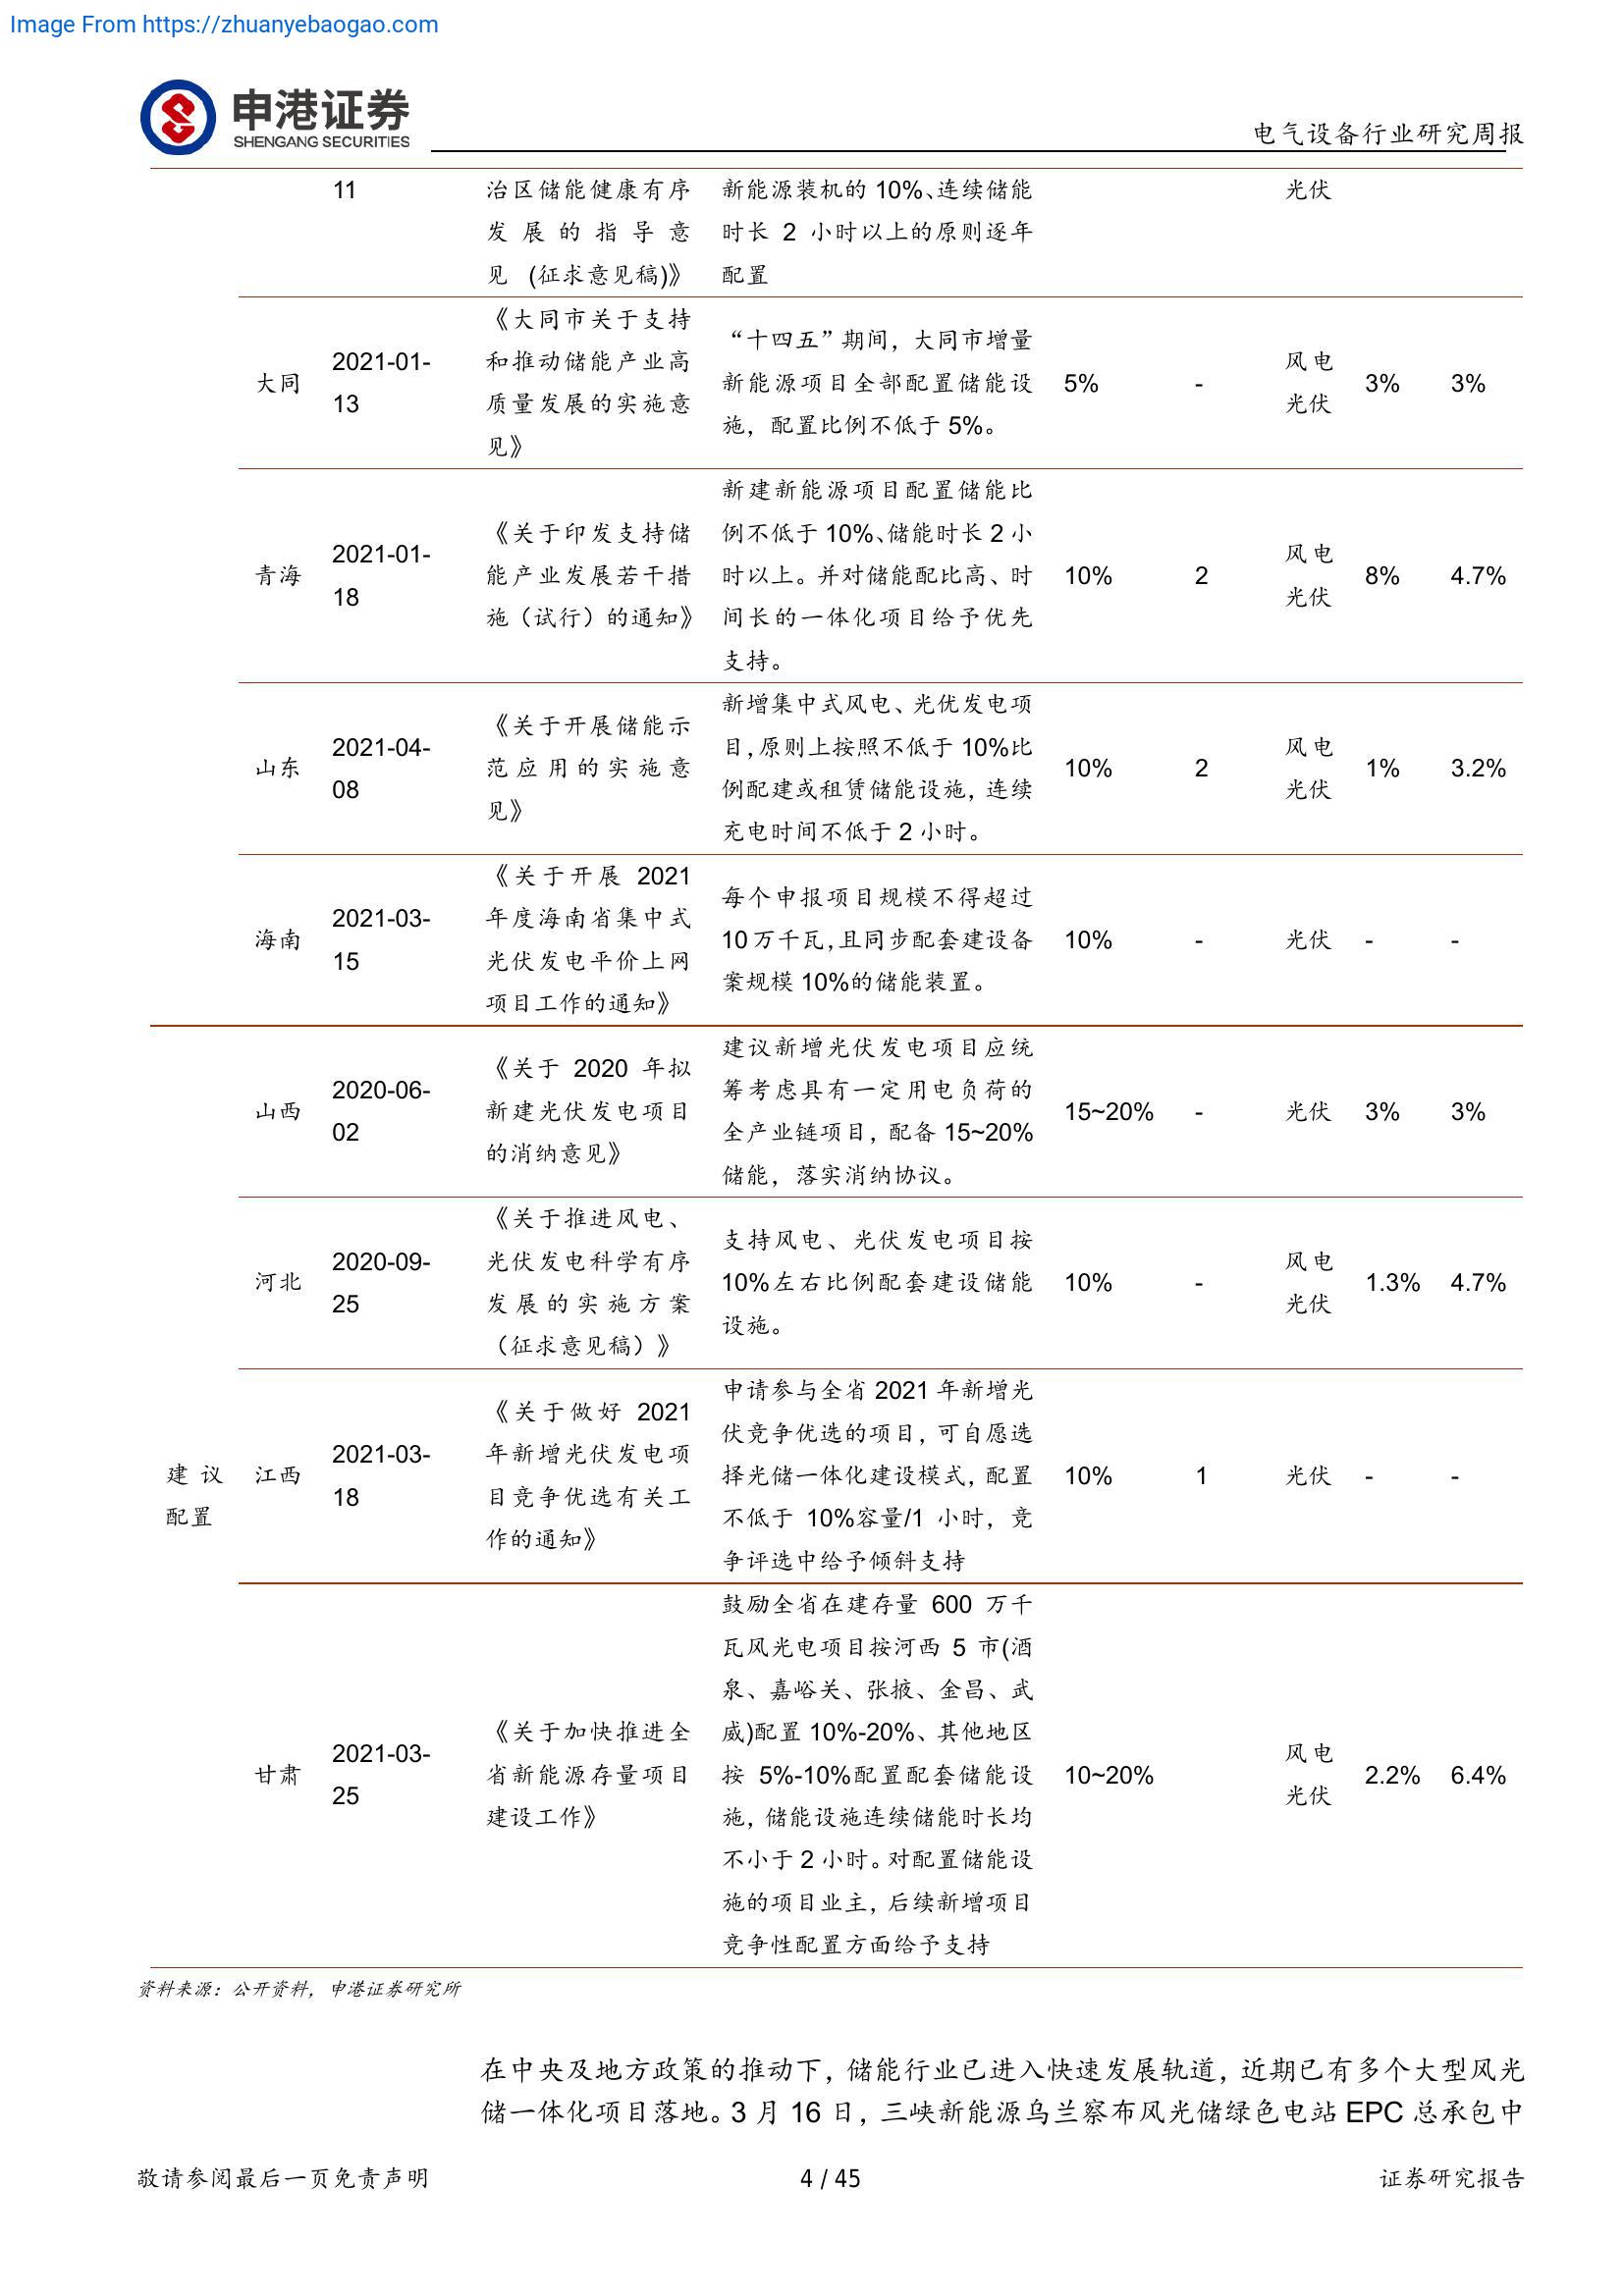 Image From https://zhuanyebaogao.com
申港证券
SHENGANG SECURITIES
电气设备行业研究周报
11
治区储能健康有序
发展的指导意
见 (征求意见稿)》
新能源装机的 10%、连续储能
时长 2 小时以上的原则逐年
配置
光伏
大同
2021-01-
13
《大同市关于支持
和推动储能产业高
质量发展的实施意
见》
“十四五”期间，大同市增量
新能源项目全部配置储能设
施，配置比例不低于 5%。
5%
-
风电
光伏
3%
3%
青海
2021-01-
18
《关于印发支持储
能产业发展若干措
施（试行）的通知》
新建新能源项目配置储能比
例不低于 10%、储能时长 2 小
时以上。并对储能配比高、时
间长的一体化项目给予优先
支持。
10%
2
风电
光伏
8%
4.7%
山东
2021-04-
08
《关于开展储能示
范应用的实施意
见》
新增集中式风电、光优发电项
目,原则上按照不低于 10%比
例配建或租赁储能设施，连续
充电时间不低于 2 小时。
10%
2
风电
光伏
1%
3.2%
海南
2021-03-
15
《关于开展 2021
年度海南省集中式
光伏发电平价上网
项目工作的通知》
每个申报项目规模不得超过
10 万千瓦,且同步配套建设备
案规模 10%的储能装置。
10%
-
光伏
-
-
建议
配置
山西
2020-06-
02
《关于 2020 年拟
新建光伏发电项目
的消纳意见》
建议新增光伏发电项目应统
筹考虑具有一定用电负荷的
全产业链项目，配备 15~20%
储能，落实消纳协议。
15~20%
-
光伏
3%
3%
河北
2020-09-
25
《关于推进风电、
光伏发电科学有序
发展的实施方案
（征求意见稿）》
支持风电、光伏发电项目按
10%左右比例配套建设储能
设施。
10%
-
风电
光伏
1.3%
4.7%
江西
2021-03-
18
《关于做好 2021
年新增光伏发电项
目竞争优选有关工
作的通知》
申请参与全省 2021 年新增光
伏竞争优选的项目，可自愿选
择光储一体化建设模式，配置
不低于 10%容量/1 小时，竞
争评选中给予倾斜支持
10%
1
光伏
-
-
甘肃
2021-03-
25
《关于加快推进全
省新能源存量项目
建设工作》
鼓励全省在建存量 600 万千
瓦风光电项目按河西 5 市(酒
泉、嘉峪关、张掖、金昌、武
威)配置 10%-20%、其他地区
按 5%-10%配置配套储能设
施，储能设施连续储能时长均
不小于 2 小时。对配置储能设
施的项目业主，后续新增项目
竞争性配置方面给予支持
10~20%
风电
光伏
2.2%
6.4%
资料来源：公开资料，申港证券研究所
在中央及地方政策的推动下，储能行业已进入快速发展轨道，近期已有多个大型风光
储一体化项目落地。3 月 16 日，三峡新能源乌兰察布风光储绿色电站 EPC 总承包中
敬请参阅最后一页免责声明
4 / 45
证券研究报告